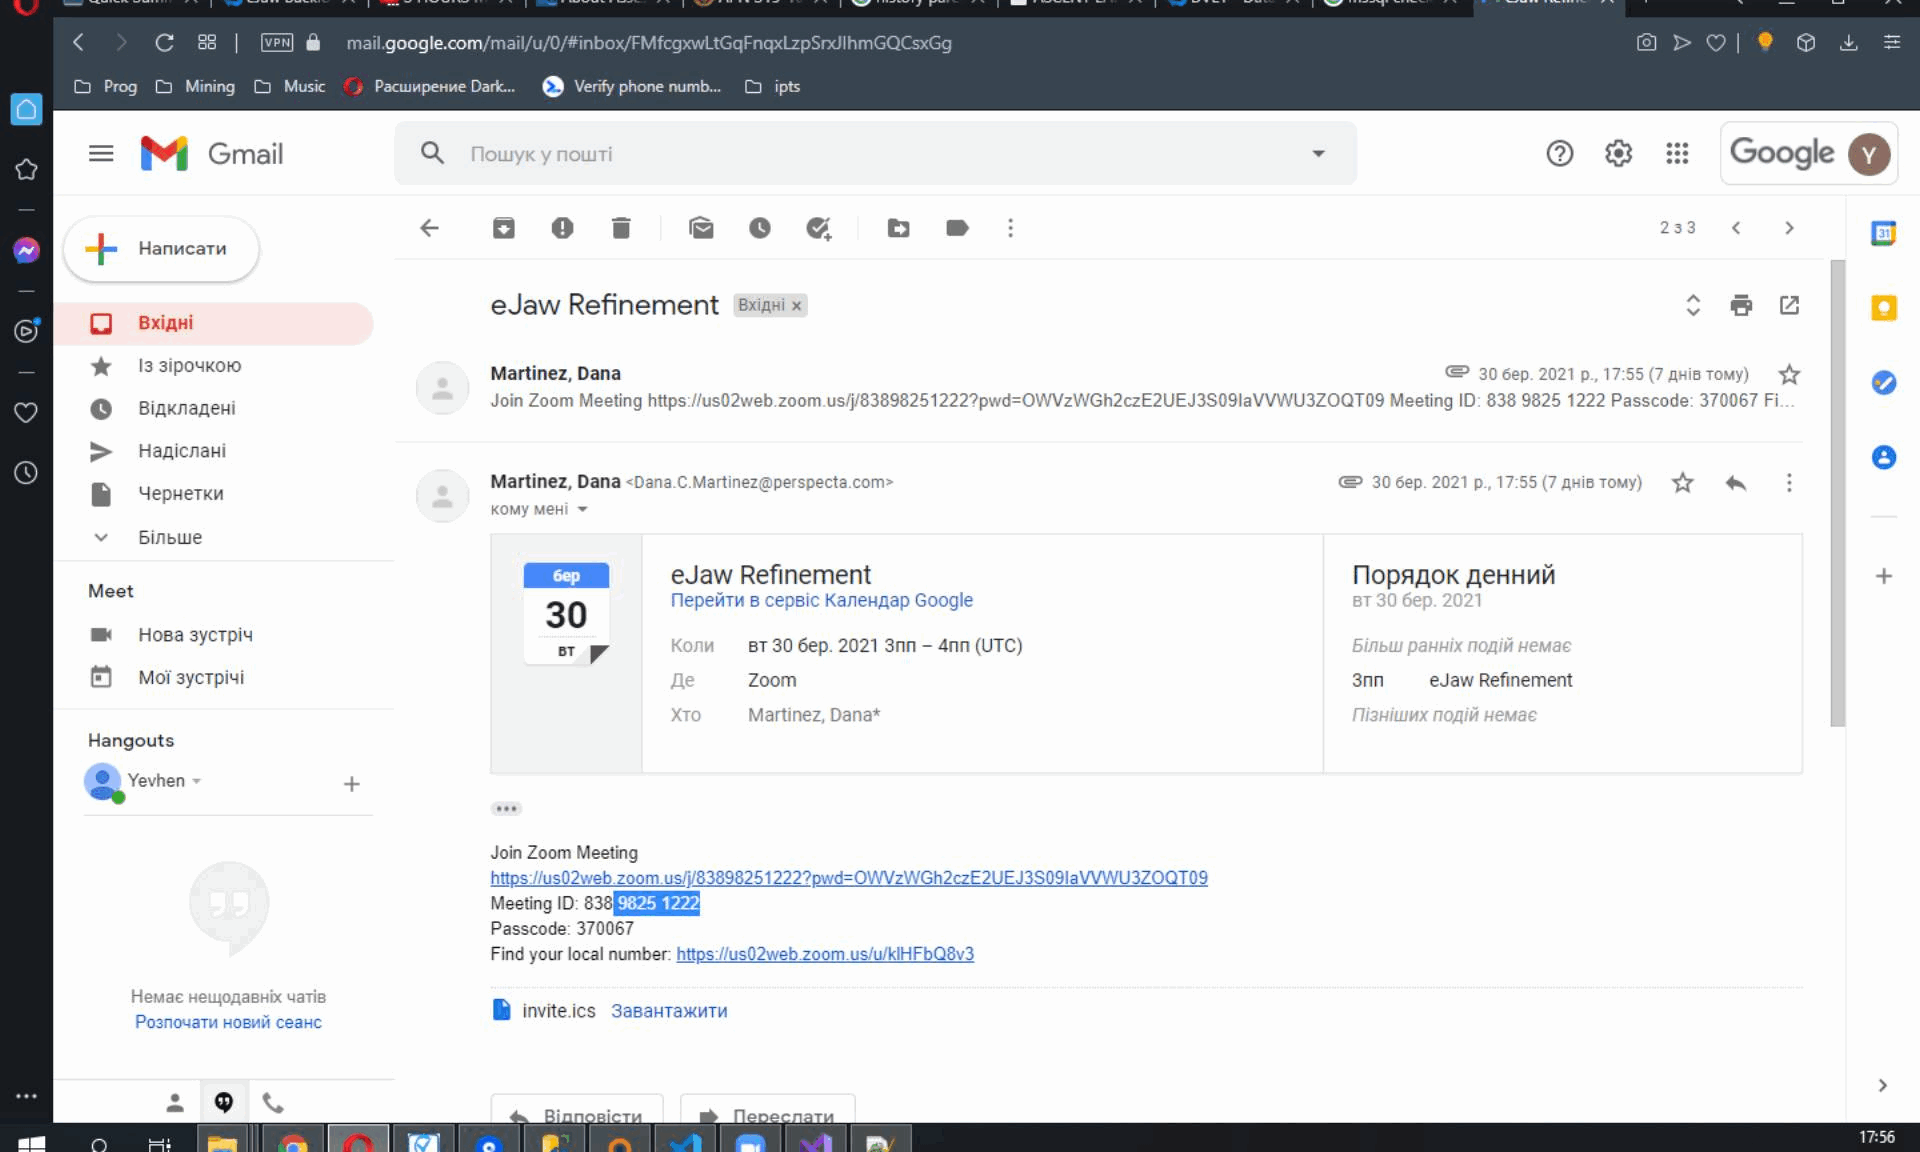 VPN
mail.google.com/mail/u/0/#inbox/FMfcgxwLtGqFnqxLzpSrxJlhmGQCsxGg
Prog
Mining
Music
Расширение Dark...
Verify phone numb...
ipts
Gmail
Пошук у пошті
Google
Y
Написати
2 з 3
31
Вхідні
Із зірочкою
Відкладені
Надіслані
Чернетки
Більше
Meet
Нова зустріч
Мої зустрічі
Hangouts
Yevhen
Немає нещодавніх чатів
Розпочати новий сеанс
eJaw Refinement
Вхідні ×
Martinez, Dana
30 бер. 2021 р., 17:55 (7 днів тому)
Join Zoom Meeting https://us02web.zoom.us/j/83898251222?pwd=OWVzWGh2czE2UEJ3S09IaVVWU3ZOQT09 Meeting ID: 838 9825 1222 Passcode: 370067 Fi...
Martinez, Dana <Dana.C.Martinez@perspecta.com>
30 бер. 2021 р., 17:55 (7 днів тому)
кому мені
бер
30
вт
eJaw Refinement
Перейти в сервіс Календар Google
Коли вт 30 бер. 2021 3пп – 4пп (UTC)
Де Zoom
Хто Martinez, Dana*
Порядок денний
вт 30 бер. 2021
Більш ранніх подій немає
3пп eJaw Refinement
Пізніших подій немає
Join Zoom Meeting
https://us02web.zoom.us/j/83898251222?pwd=OWVzWGh2czE2UEJ3S09IaVVWU3ZOQT09
Meeting ID: 838 9825 1222
Passcode: 370067
Find your local number: https://us02web.zoom.us/u/klHFbQ8v3
invite.ics Завантажити
Відповісти
Переслати
17:56